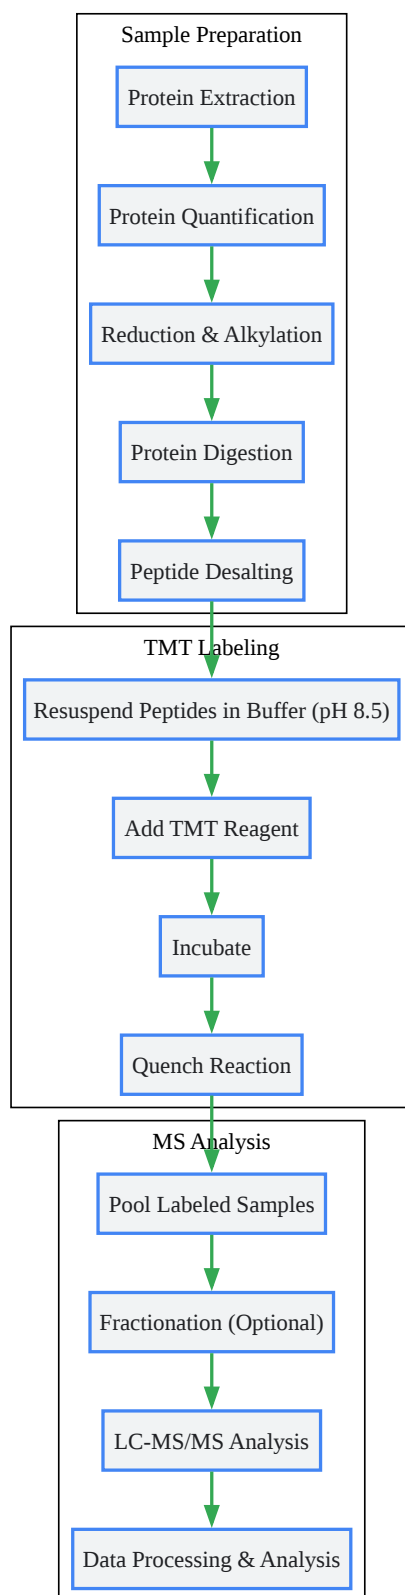 Sample Preparation
Protein Extraction
Protein Quantification
Reduction & Alkylation
Protein Digestion
Peptide Desalting
TMT Labeling
Resuspend Peptides in Buffer (pH 8.5)
Add TMT Reagent
Incubate
Quench Reaction
MS Analysis
Pool Labeled Samples
Fractionation (Optional)
LC-MS/MS Analysis
Data Processing & Analysis